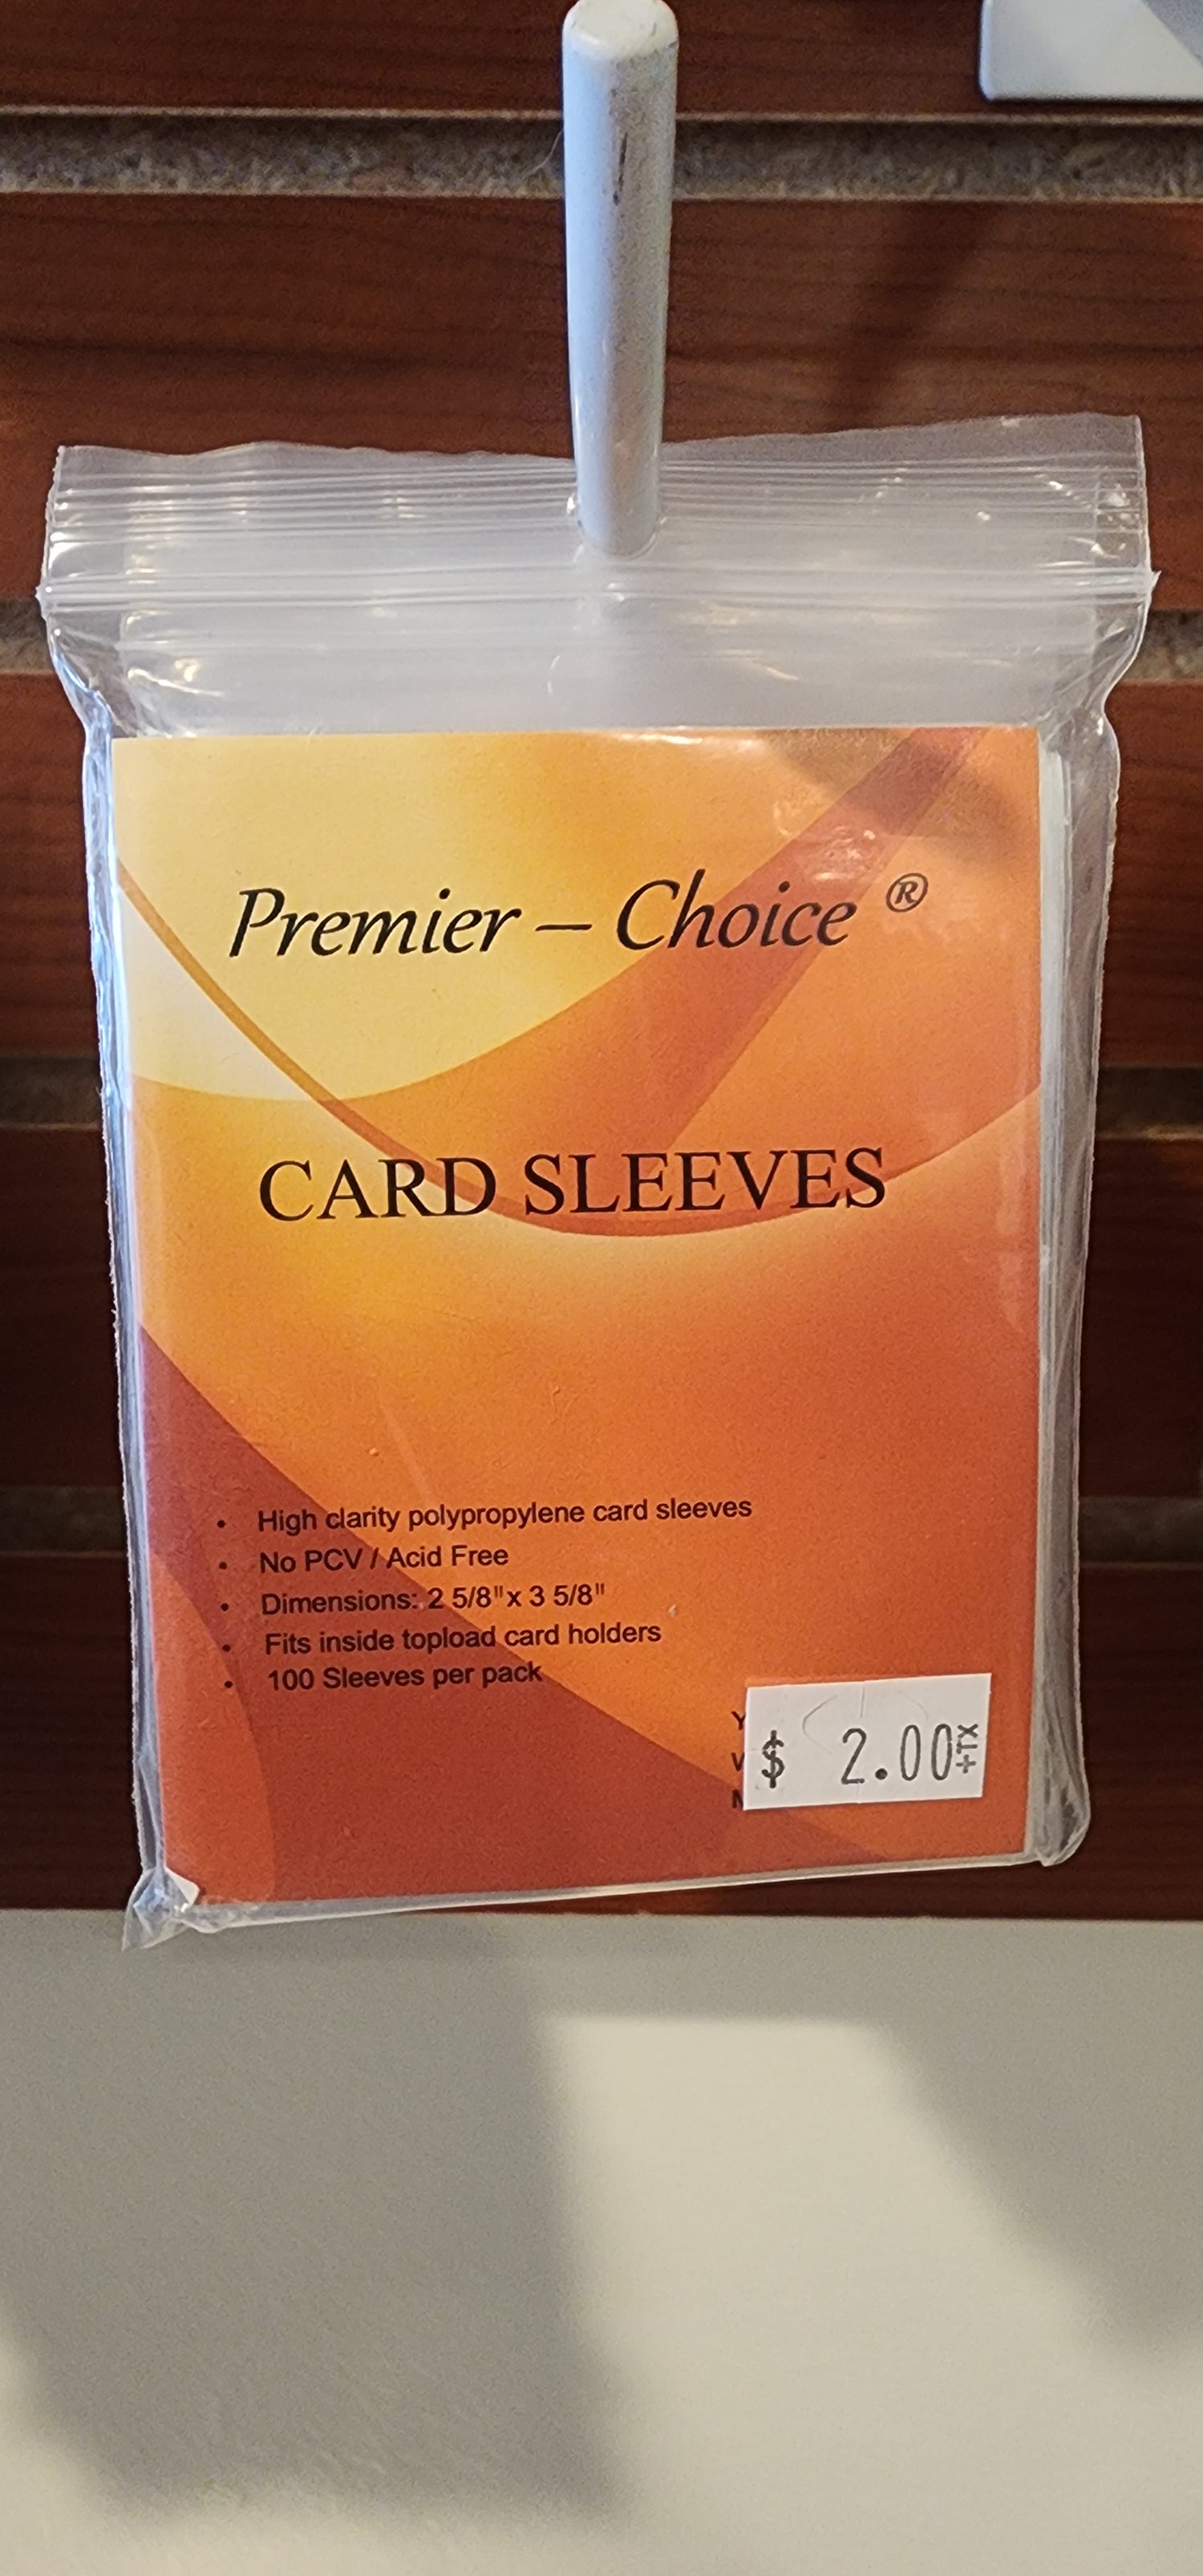 Premier – Choice ®
CARD SLEEVES
• High clarity polypropylene card sleeves
• No PCV / Acid Free
• Dimensions: 2 5/8"x 3 5/8"
• Fits inside topload card holders
• 100 Sleeves per pack
$ 2.00+TX